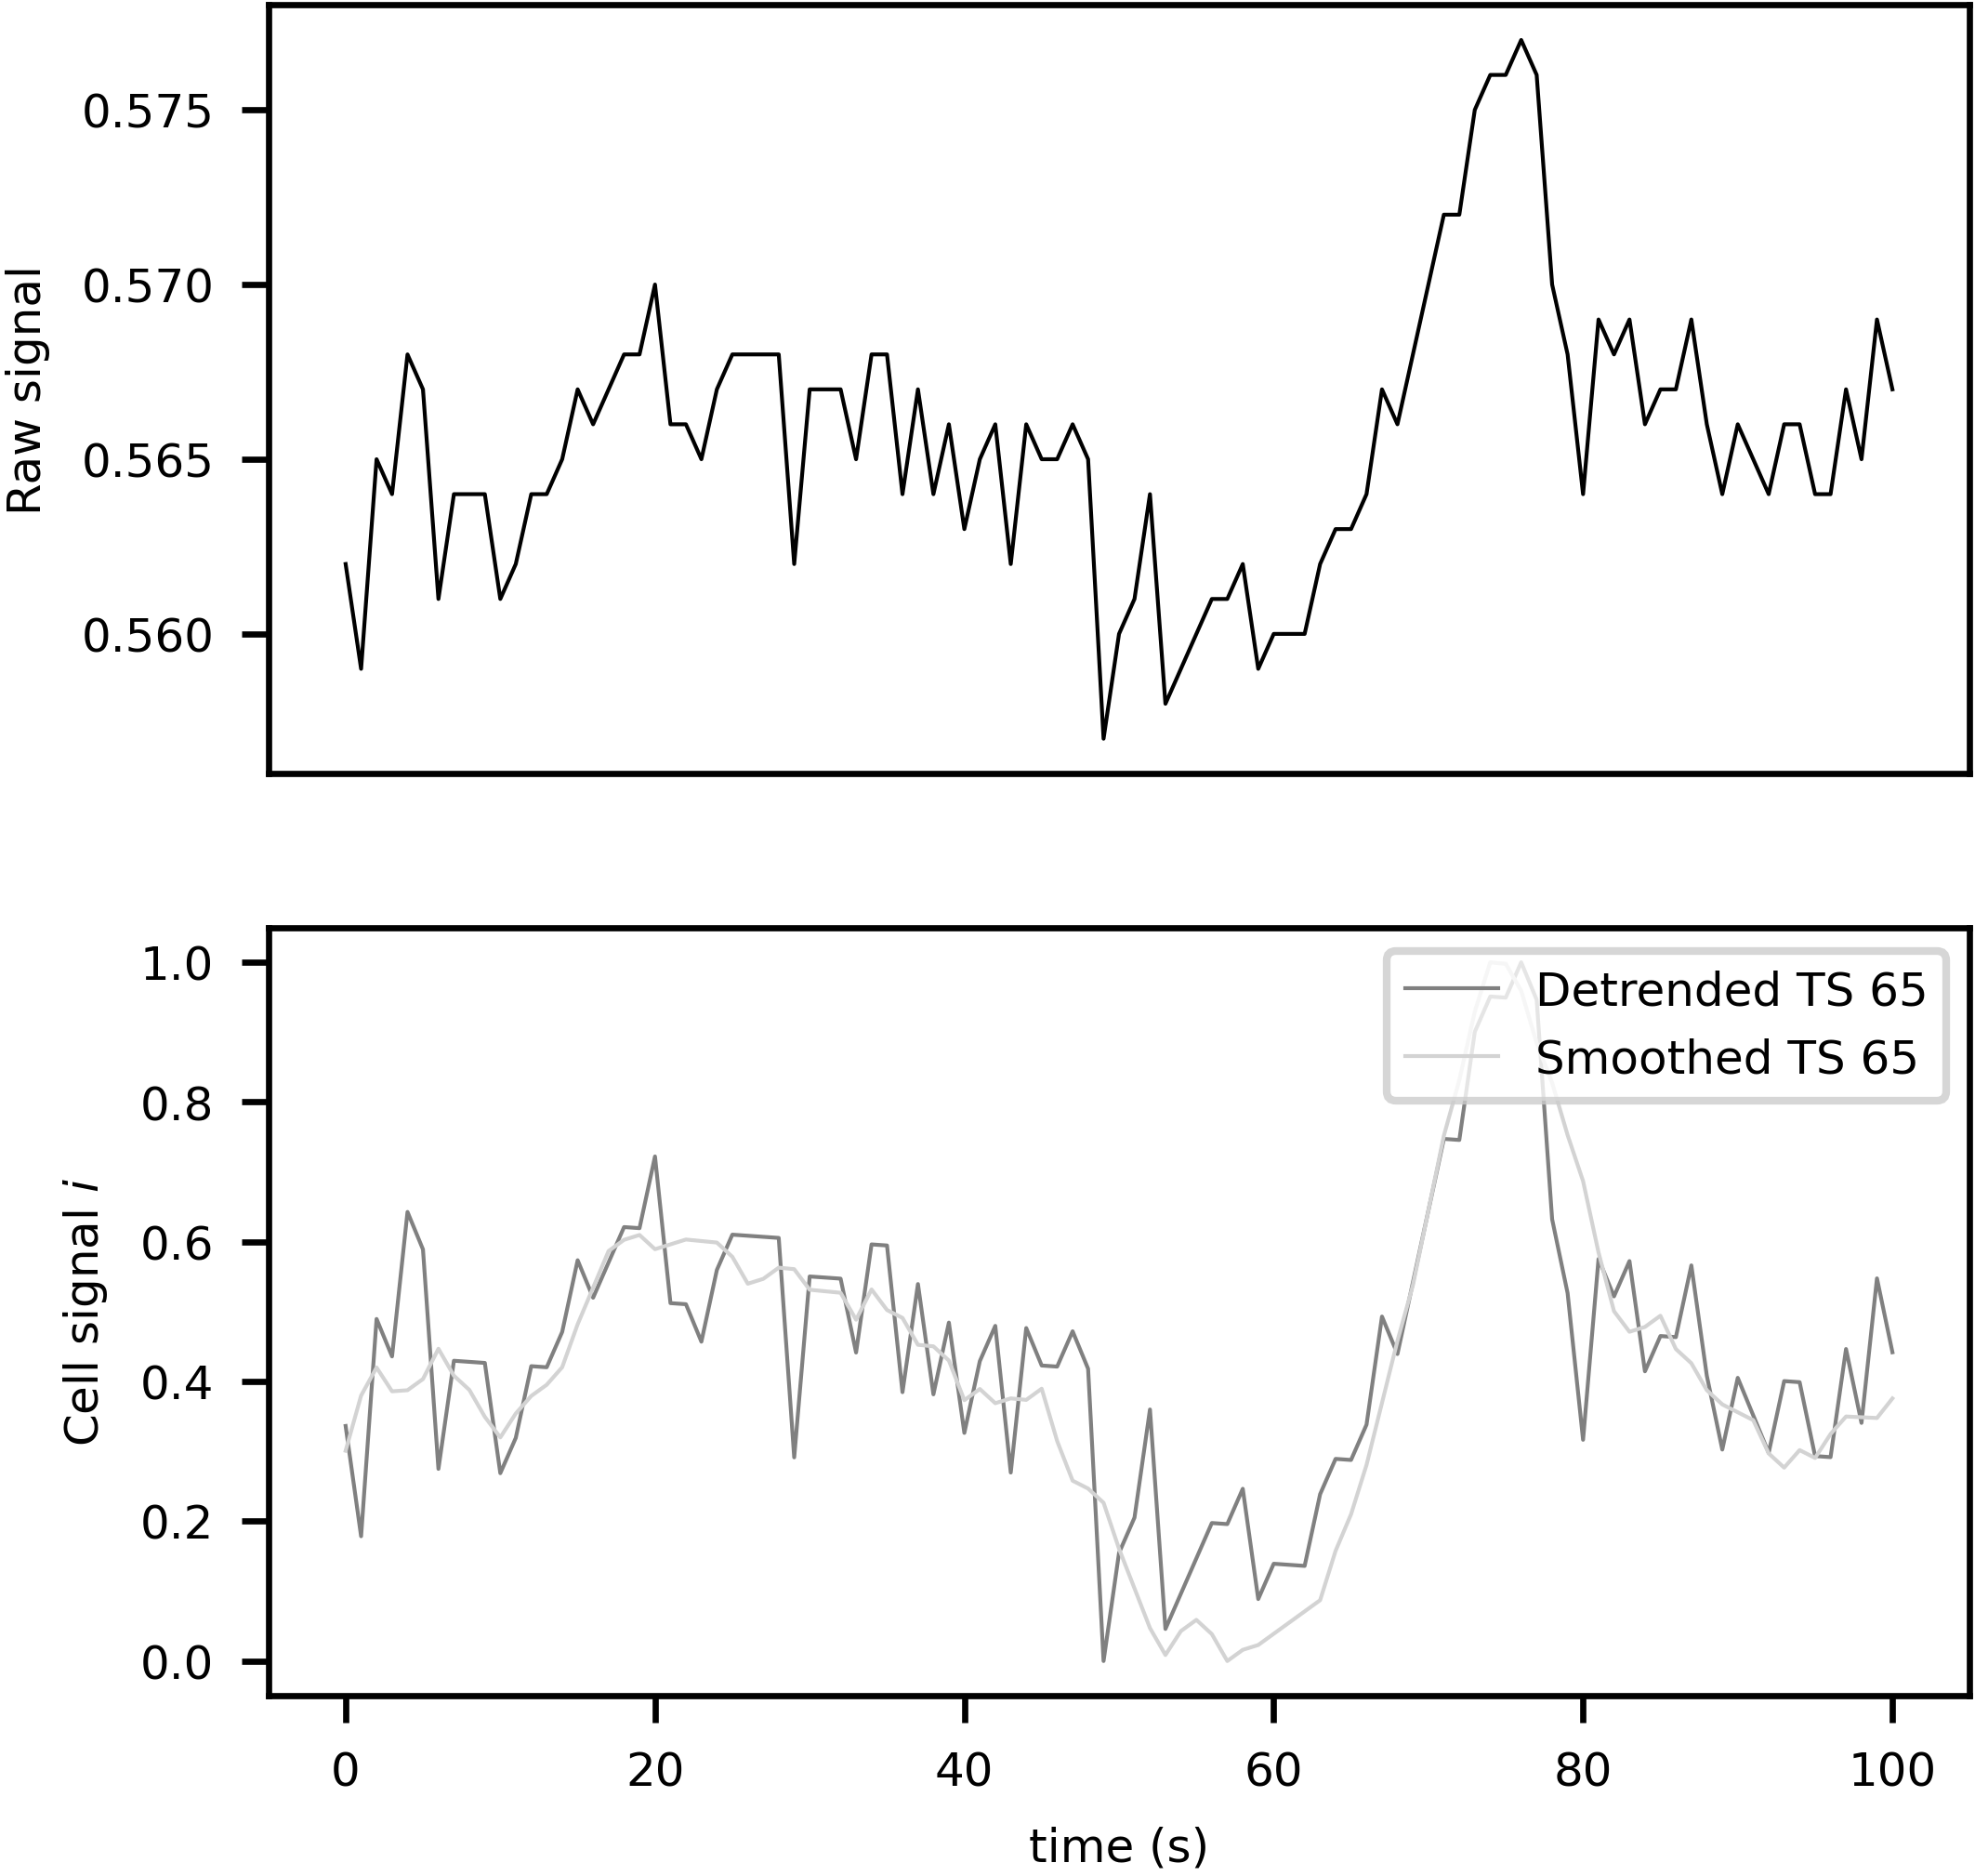 Raw signal
0.575
0.570
0.565
0.560
Cell signal i
1.0
0.8
0.6
0.4
0.2
0.0
Detrended TS 65
Smoothed TS 65
0 20 40 60 80 100
time (s)